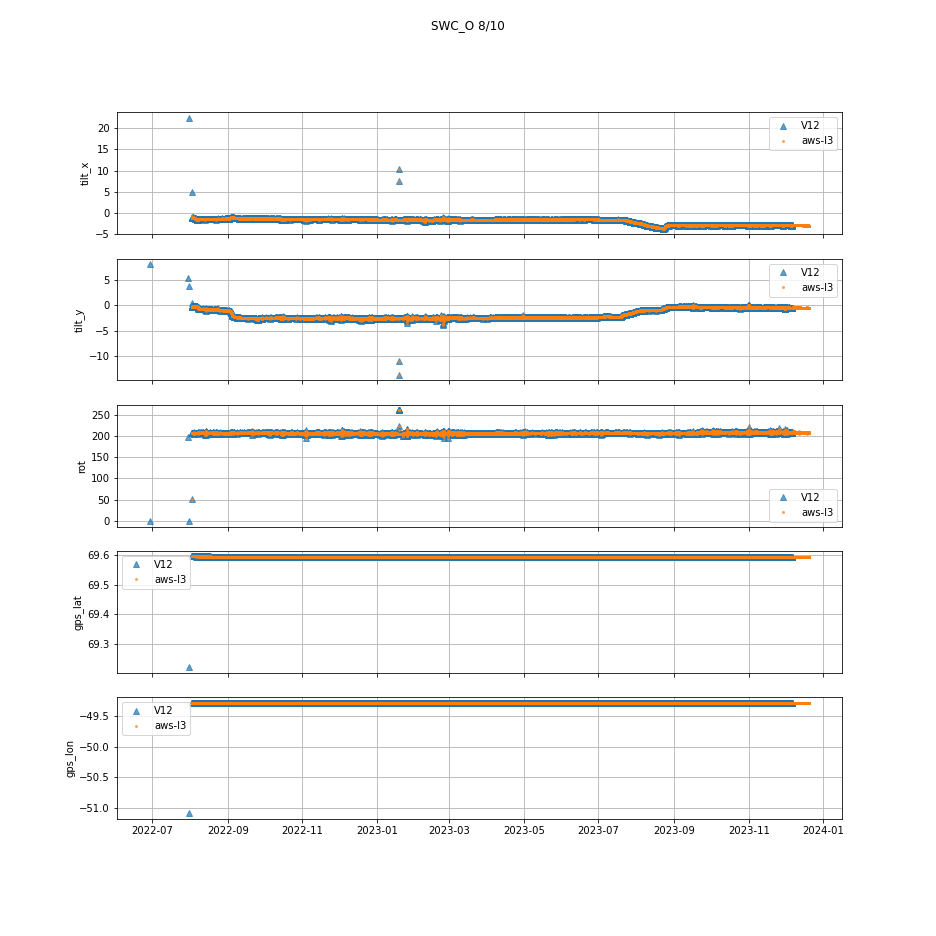 SWC_O 8/10
20
15
10
5
0
−5
tilt_x
V12
aws-l3
5
0
−5
−10
tilt_y
V12
aws-l3
250
200
150
100
50
0
rot
V12
aws-l3
69.6
69.5
69.4
69.3
gps_lat
V12
aws-l3
−49.5
−50.0
−50.5
−51.0
gps_lon
V12
aws-l3
2022-07 2022-09 2022-11 2023-01 2023-03 2023-05 2023-07 2023-09 2023-11 2024-01